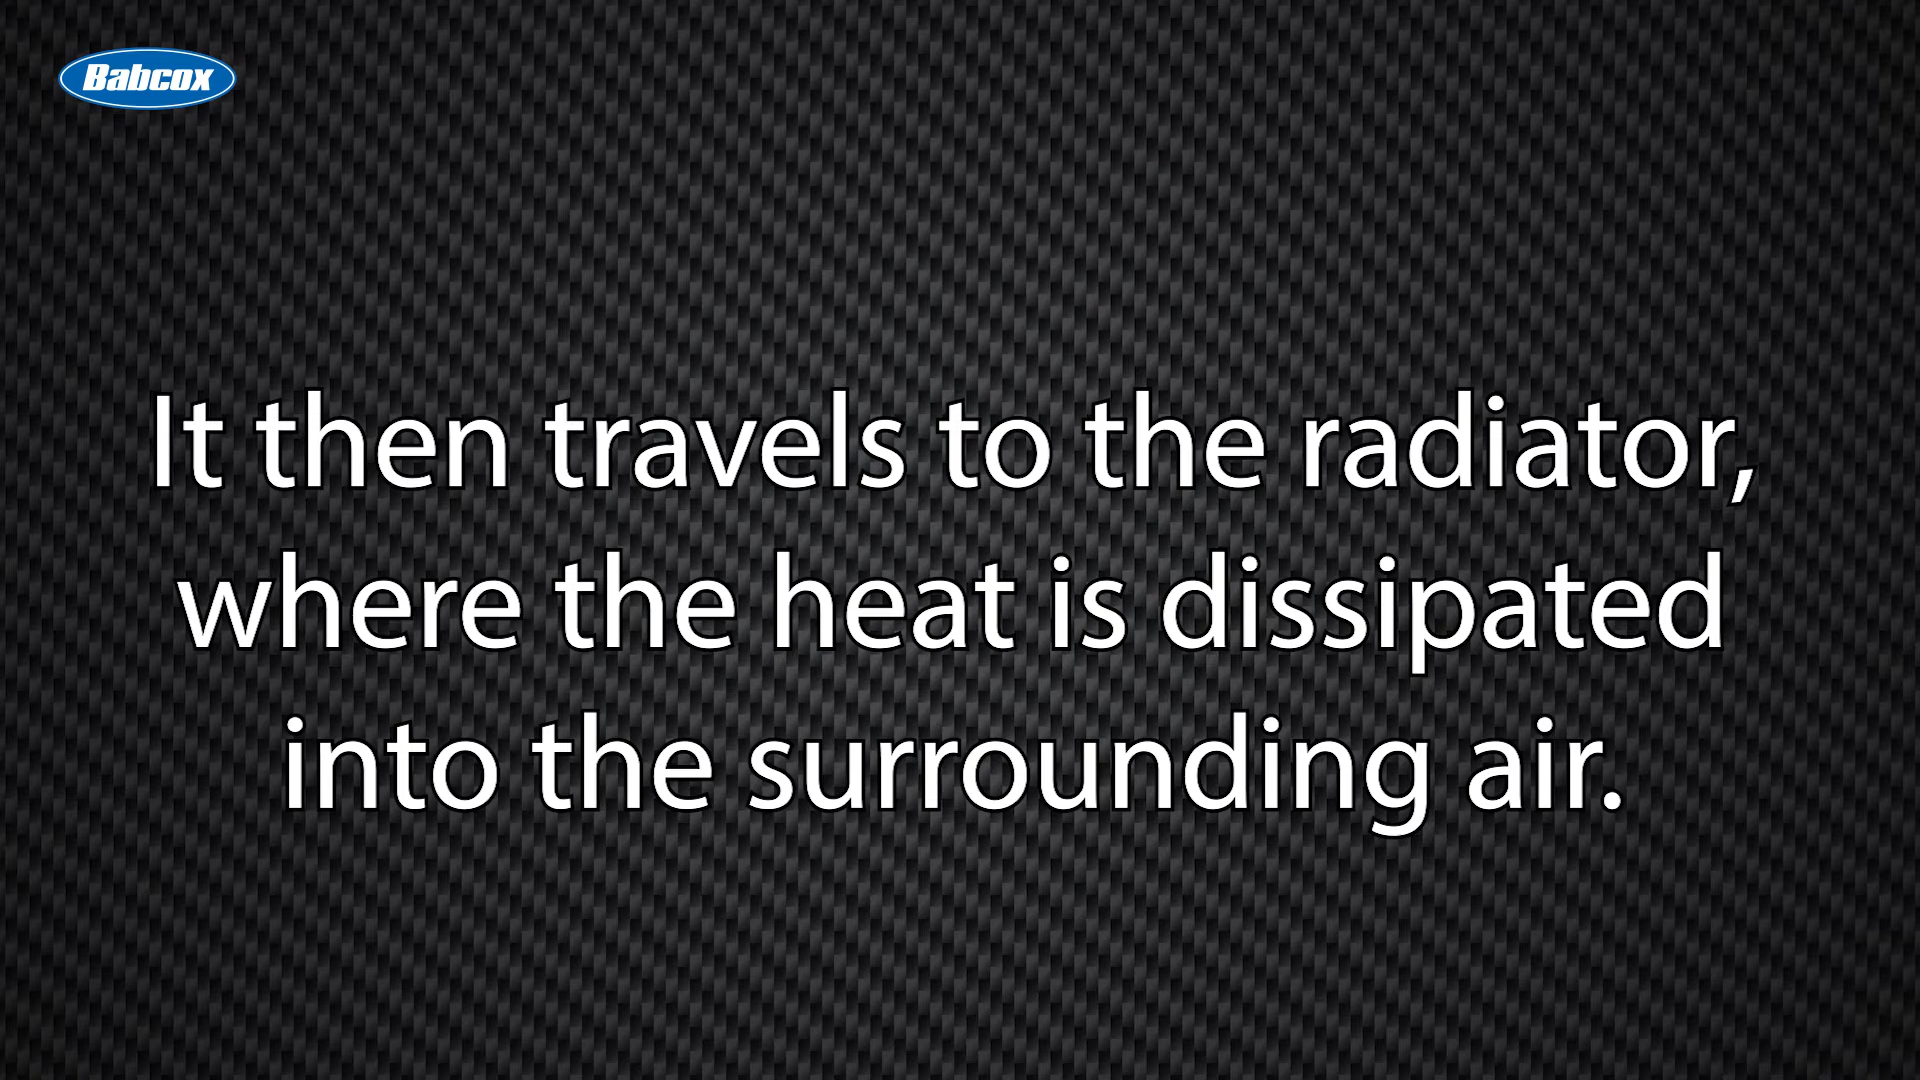 Babcox
It then travels to the radiator,
where the heat is dissipated
into the surrounding air.